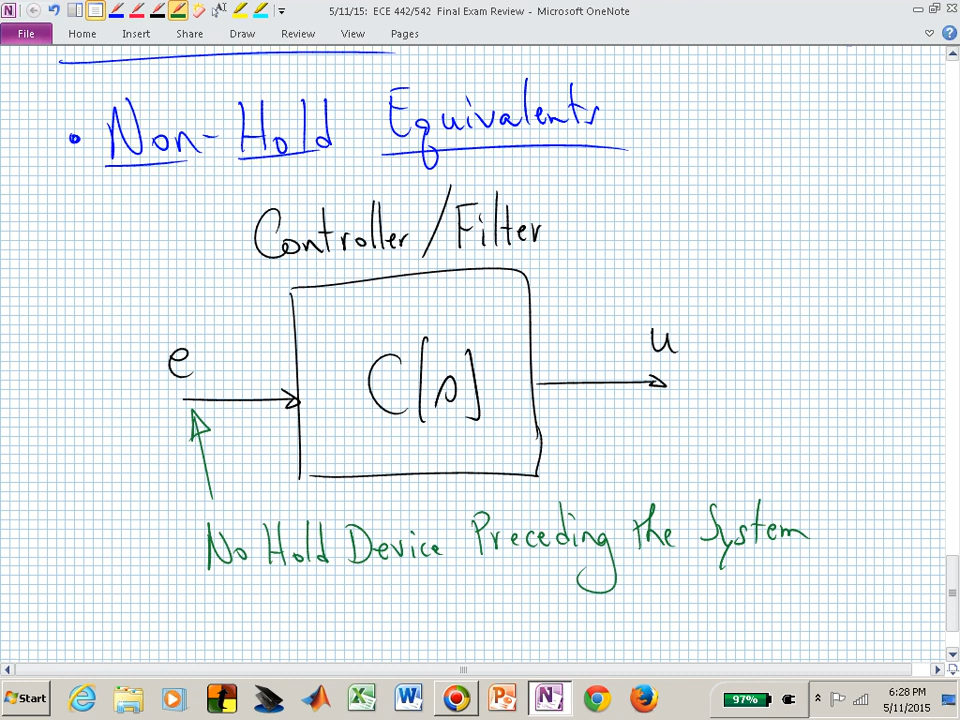 5/11/15: ECE 442/542 Final Exam Review - Microsoft OneNote
File Home Insert Share Draw Review View Pages
• Non-Hold Equivalents
Controller/Filter
e
C[s]
u
No Hold Device Preceding the System
Start
97%
6:28 PM
5/11/2015